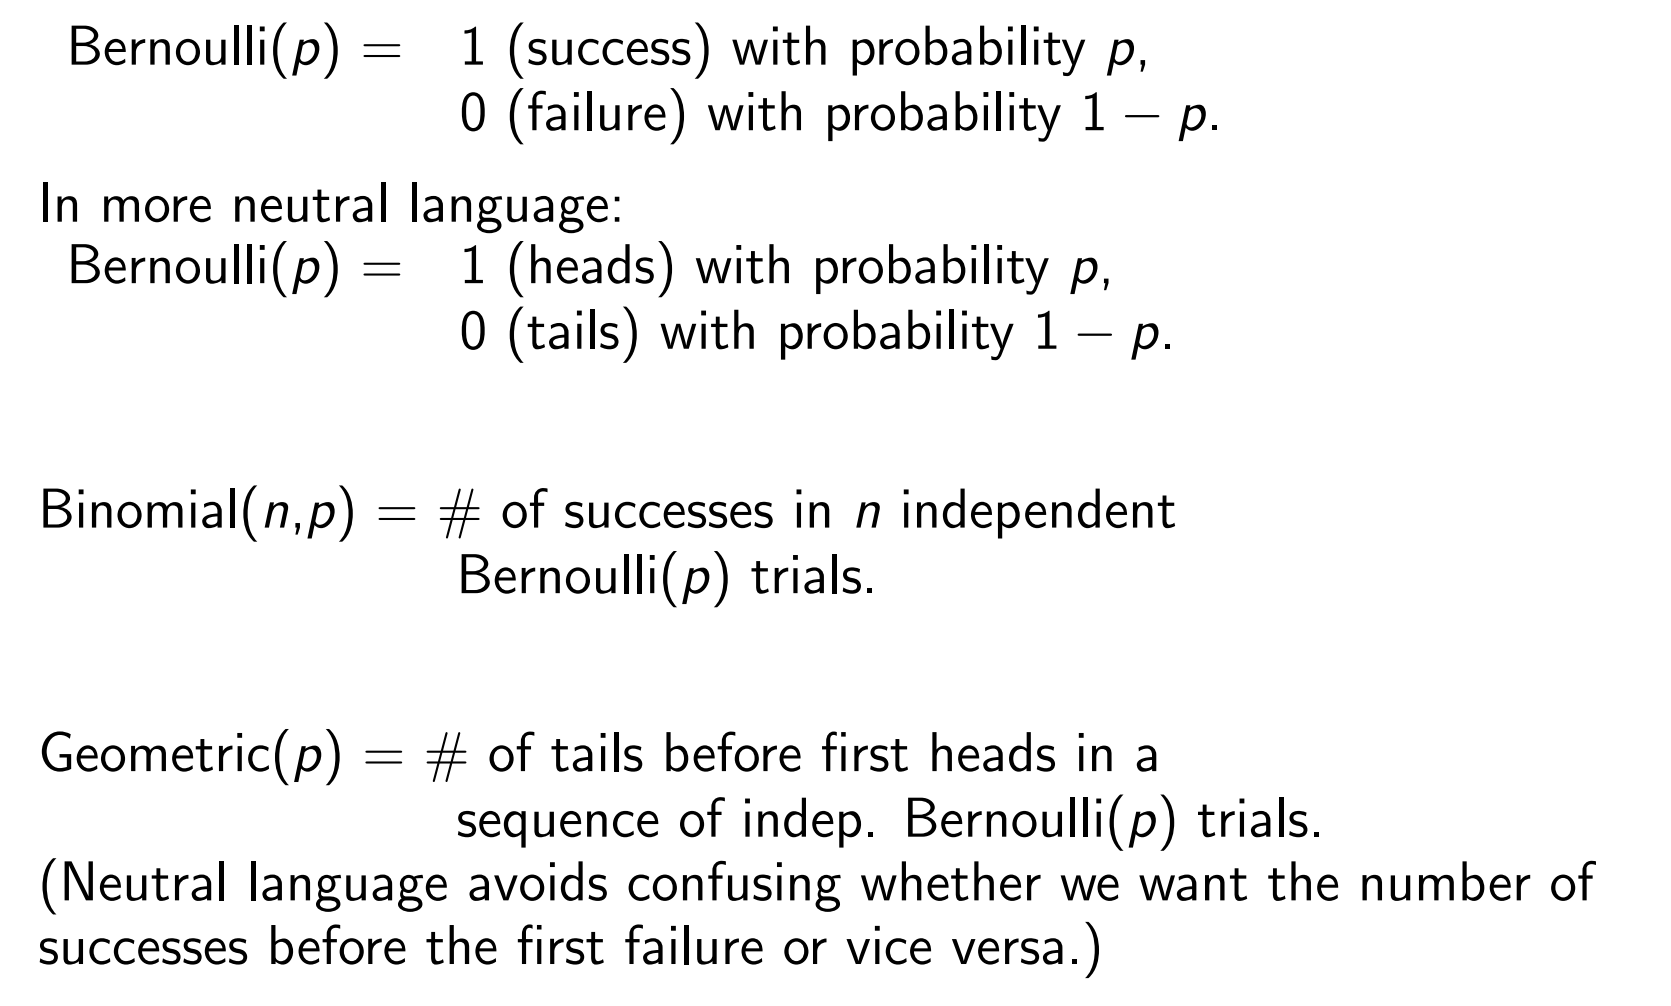 Bernoulli(p) = 1 (success) with probability p,
0 (failure) with probability 1 − p.
In more neutral language:
Bernoulli(p) = 1 (heads) with probability p,
0 (tails) with probability 1 − p.
Binomial(n,p) = # of successes in n independent
Bernoulli(p) trials.
Geometric(p) = # of tails before first heads in a
sequence of indep. Bernoulli(p) trials.
(Neutral language avoids confusing whether we want the number of
successes before the first failure or vice versa.)